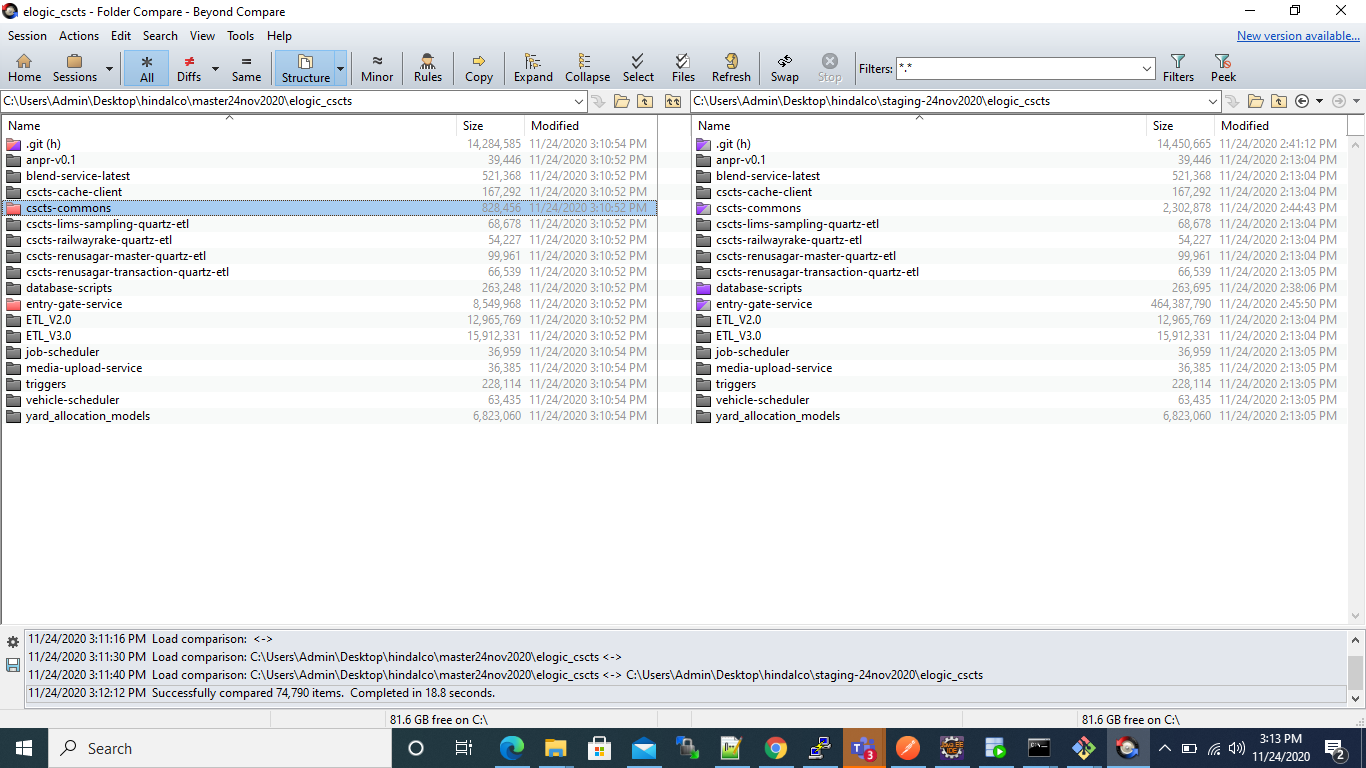 elogic_cscts - Folder Compare - Beyond Compare
Session Actions Edit Search View Tools Help New version available...
Home Sessions All Diffs Same Structure Minor Rules Copy Expand Collapse Select Files Refresh Swap Stop Filters: *.* Filters Peek
C:\Users\Admin\Desktop\hindalco\master24nov2020\elogic_cscts C:\Users\Admin\Desktop\hindalco\staging-24nov2020\elogic_cscts
Name Size Modified Name Size Modified
.git (h) 14,284,585 11/24/2020 3:10:54 PM .git (h) 14,450,665 11/24/2020 2:41:12 PM
anpr-v0.1 39,446 11/24/2020 3:10:52 PM anpr-v0.1 39,446 11/24/2020 2:13:04 PM
blend-service-latest 521,368 11/24/2020 3:10:52 PM blend-service-latest 521,368 11/24/2020 2:13:04 PM
cscts-cache-client 167,292 11/24/2020 3:10:52 PM cscts-cache-client 167,292 11/24/2020 2:13:04 PM
cscts-commons 828,456 11/24/2020 3:10:52 PM cscts-commons 2,302,878 11/24/2020 2:44:43 PM
cscts-lims-sampling-quartz-etl 68,678 11/24/2020 3:10:52 PM cscts-lims-sampling-quartz-etl 68,678 11/24/2020 2:13:04 PM
cscts-railwayrake-quartz-etl 54,227 11/24/2020 3:10:52 PM cscts-railwayrake-quartz-etl 54,227 11/24/2020 2:13:04 PM
cscts-renusagar-master-quartz-etl 99,961 11/24/2020 3:10:52 PM cscts-renusagar-master-quartz-etl 99,961 11/24/2020 2:13:04 PM
cscts-renusagar-transaction-quartz-etl 66,539 11/24/2020 3:10:52 PM cscts-renusagar-transaction-quartz-etl 66,539 11/24/2020 2:13:05 PM
database-scripts 263,248 11/24/2020 3:10:52 PM database-scripts 263,695 11/24/2020 2:38:06 PM
entry-gate-service 8,549,968 11/24/2020 3:10:52 PM entry-gate-service 464,387,790 11/24/2020 2:45:50 PM
ETL_V2.0 12,965,769 11/24/2020 3:10:52 PM ETL_V2.0 12,965,769 11/24/2020 2:13:04 PM
ETL_V3.0 15,912,331 11/24/2020 3:10:52 PM ETL_V3.0 15,912,331 11/24/2020 2:13:04 PM
job-scheduler 36,959 11/24/2020 3:10:54 PM job-scheduler 36,959 11/24/2020 2:13:05 PM
media-upload-service 36,385 11/24/2020 3:10:54 PM media-upload-service 36,385 11/24/2020 2:13:05 PM
triggers 228,114 11/24/2020 3:10:54 PM triggers 228,114 11/24/2020 2:13:05 PM
vehicle-scheduler 63,435 11/24/2020 3:10:54 PM vehicle-scheduler 63,435 11/24/2020 2:13:05 PM
yard_allocation_models 6,823,060 11/24/2020 3:10:54 PM yard_allocation_models 6,823,060 11/24/2020 2:13:05 PM
11/24/2020 3:11:16 PM Load comparison: <->
11/24/2020 3:11:30 PM Load comparison: C:\Users\Admin\Desktop\hindalco\master24nov2020\elogic_cscts <->
11/24/2020 3:11:40 PM Load comparison: C:\Users\Admin\Desktop\hindalco\master24nov2020\elogic_cscts <-> C:\Users\Admin\Desktop\hindalco\staging-24nov2020\elogic_cscts
11/24/2020 3:12:12 PM Successfully compared 74,790 items. Completed in 18.8 seconds.
81.6 GB free on C:\ 81.6 GB free on C:\
Search 3 3:13 PM
11/24/2020 2